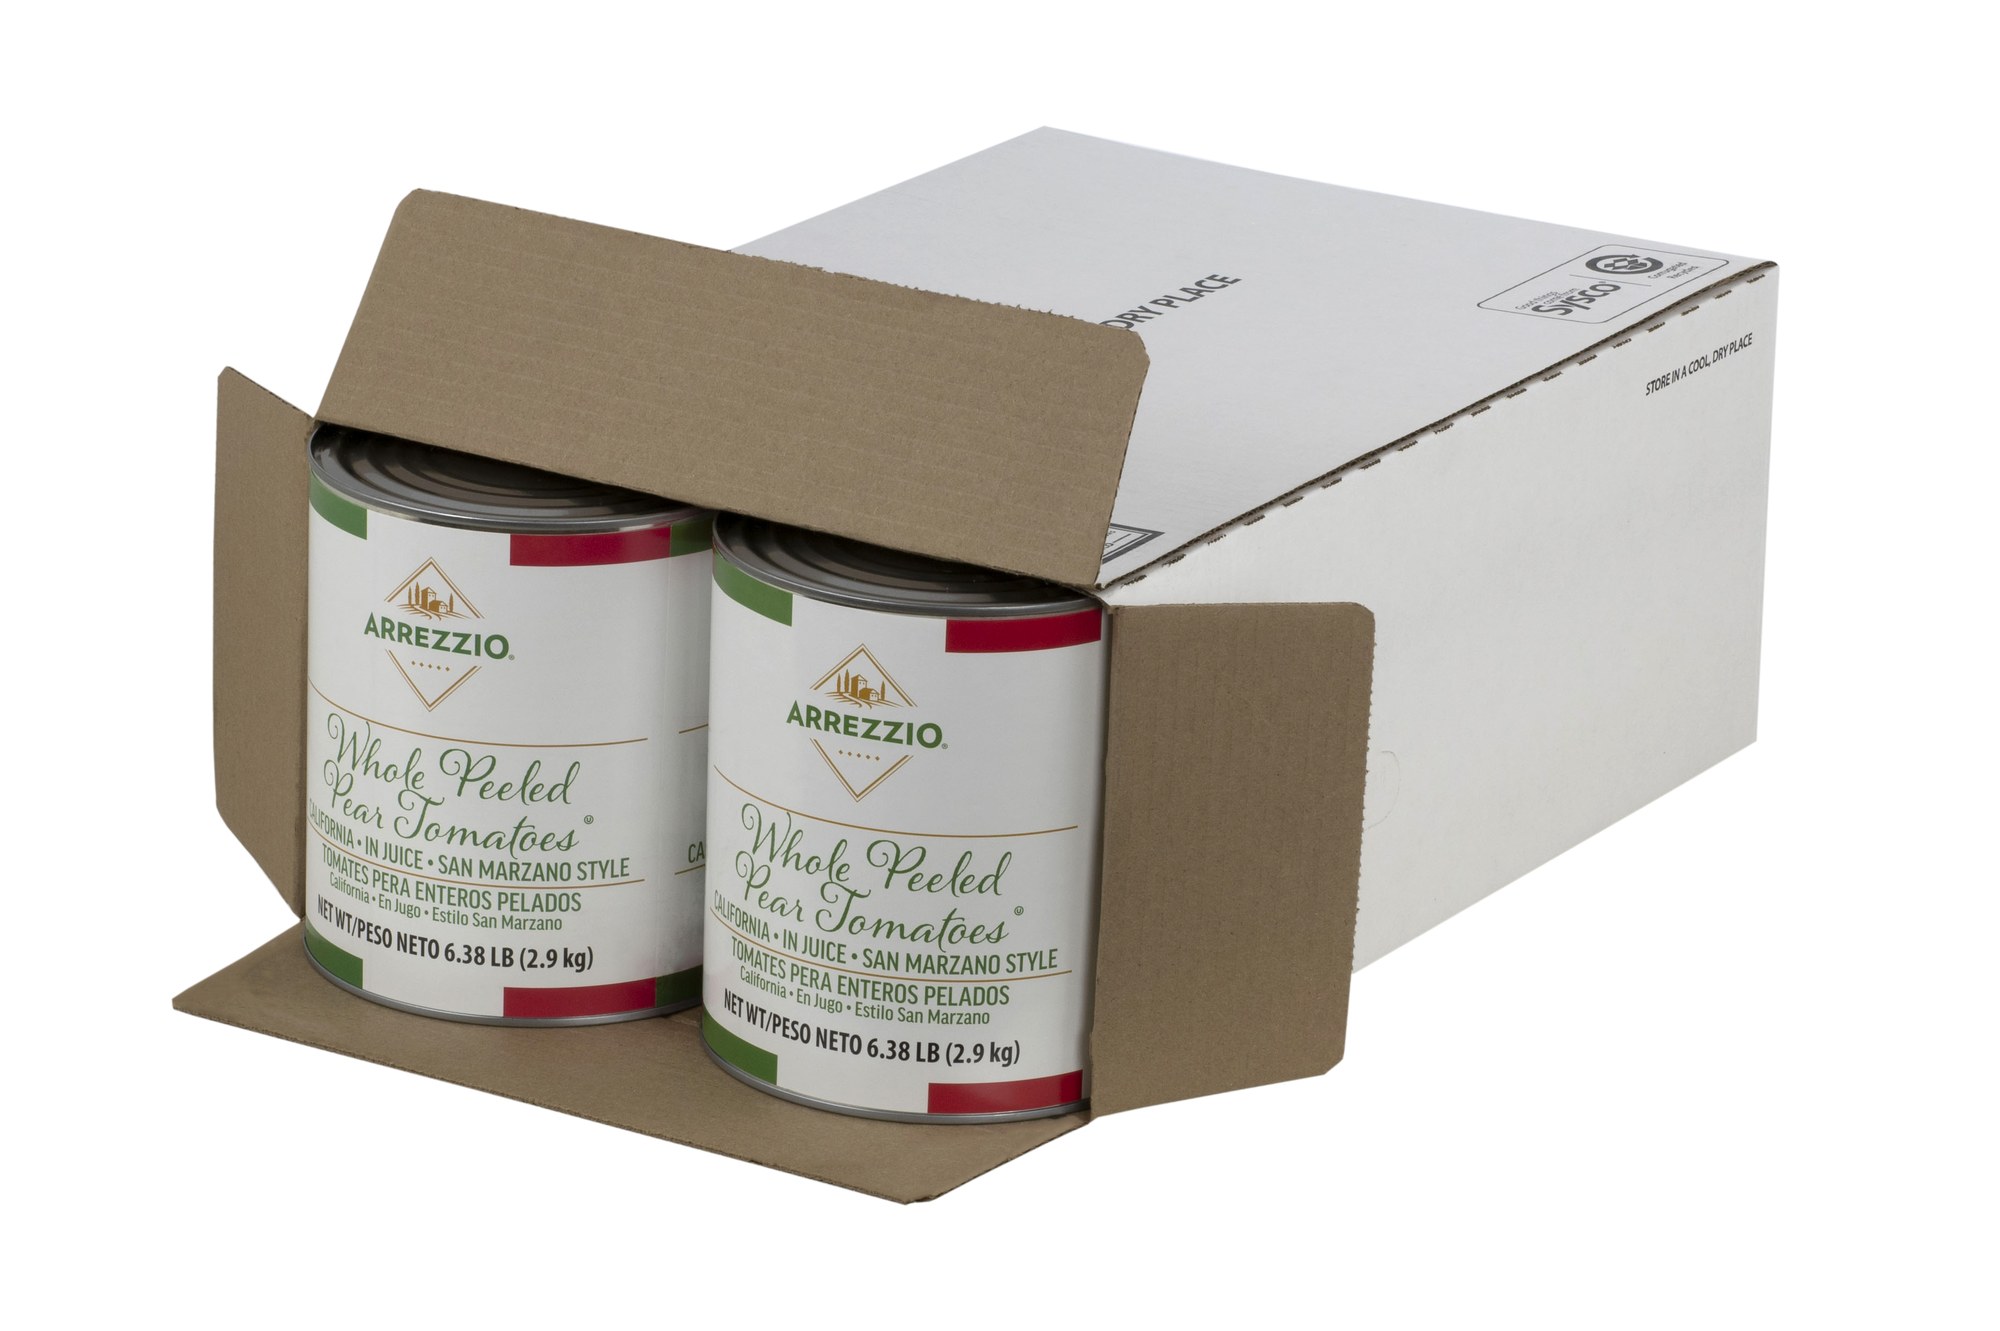 DRY PLACE
Sysco
Corrugated
Recycles
STORE IN A COOL, DRY PLACE
ARREZZIO®
Whole Peeled
Pear Tomatoes
CALIFORNIA • IN JUICE • SAN MARZANO STYLE
TOMATES PERA ENTEROS PELADOS
California • En Jugo • Estilo San Marzano
NET WT/PESO NETO 6.38 LB (2.9 kg)
CA
ARREZZIO®
Whole Peeled
Pear Tomatoes
CALIFORNIA • IN JUICE • SAN MARZANO STYLE
TOMATES PERA ENTEROS PELADOS
California • En Jugo • Estilo San Marzano
NET WT/PESO NETO 6.38 LB (2.9 kg)